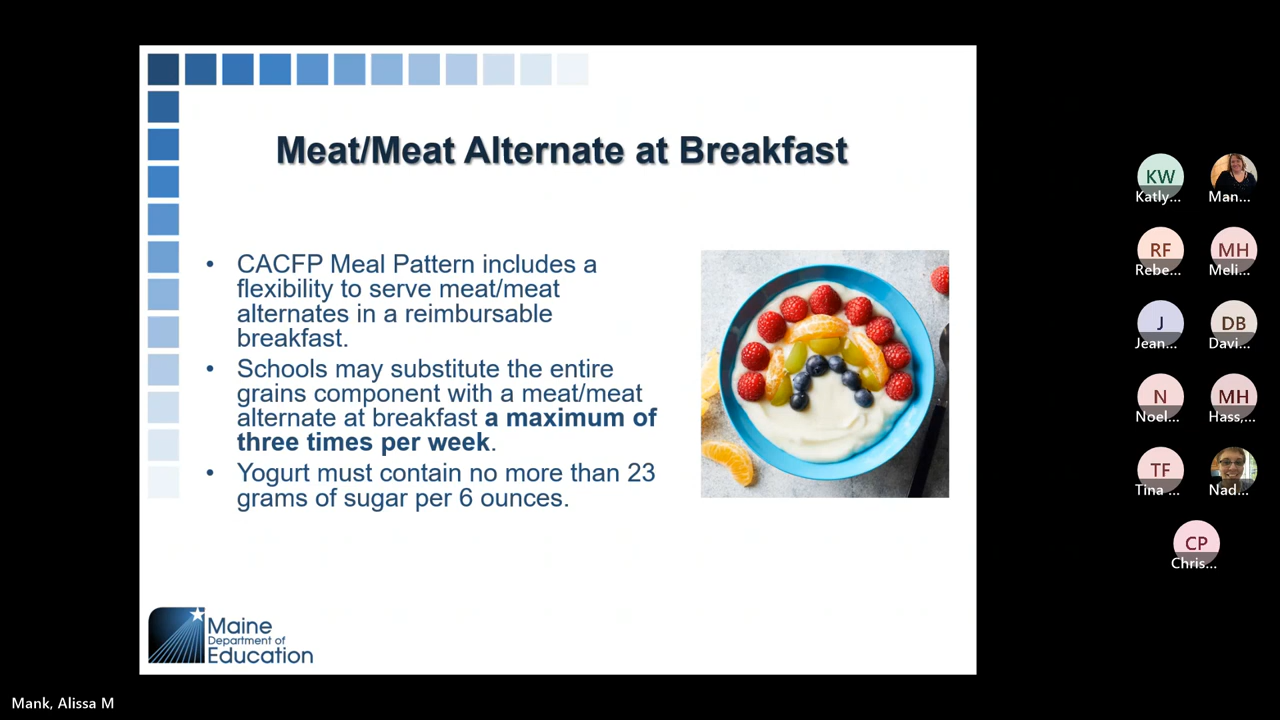 Meat/Meat Alternate at Breakfast
• CACFP Meal Pattern includes a
flexibility to serve meat/meat
alternates in a reimbursable
breakfast.
• Schools may substitute the entire
grains component with a meat/meat
alternate at breakfast a maximum of
three times per week.
• Yogurt must contain no more than 23
grams of sugar per 6 ounces.
Maine
Department of
Education
KW
Katly...
Man...
RF
Rebe...
MH
Meli...
J
Jean...
DB
Davi...
N
Noel...
MH
Hass,...
TF
Tina ...
Nad...
CP
Chris...
Mank, Alissa M